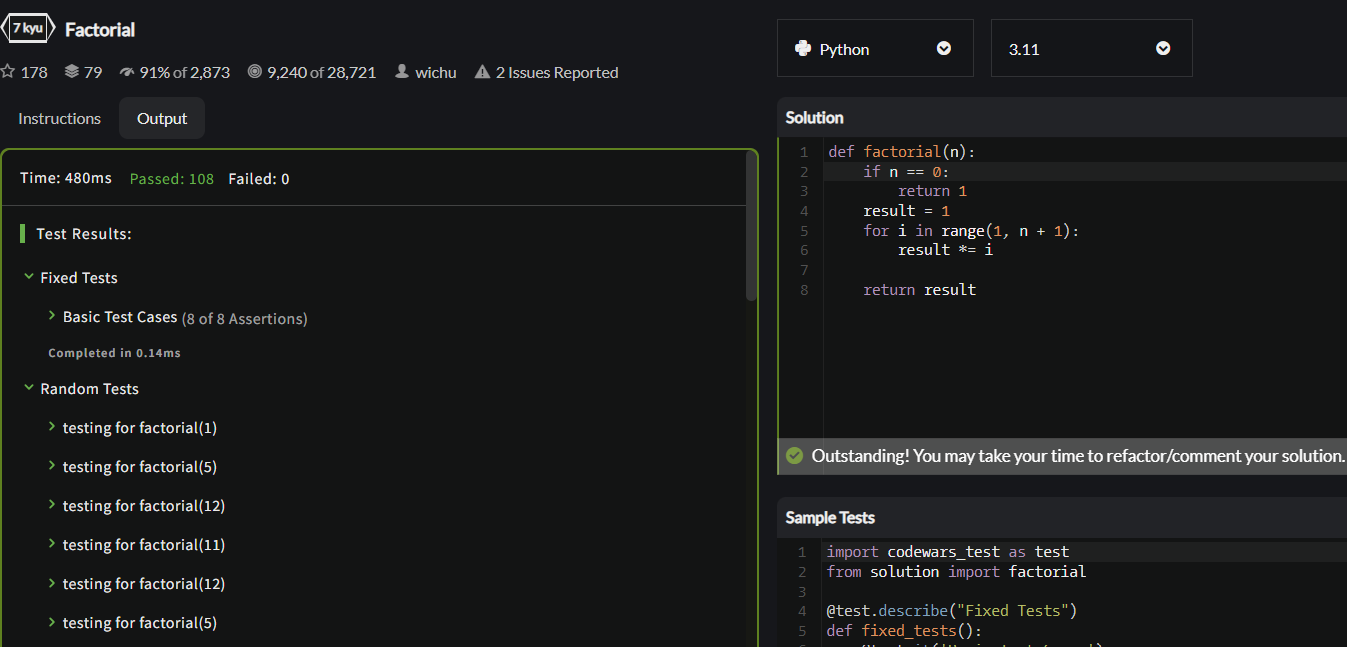 7 kyu Factorial
178 79 91% of 2,873 9,240 of 28,721 wichu 2 Issues Reported
Instructions Output
Time: 480ms Passed: 108 Failed: 0
Test Results:
Fixed Tests
Basic Test Cases (8 of 8 Assertions)
Completed in 0.14ms
Random Tests
testing for factorial(1)
testing for factorial(5)
testing for factorial(12)
testing for factorial(11)
testing for factorial(12)
testing for factorial(5)
Python 3.11
Solution
1 def factorial(n):
2 if n == 0:
3 return 1
4 result = 1
5 for i in range(1, n + 1):
6 result *= i
7
8 return result
Outstanding! You may take your time to refactor/comment your solution.
Sample Tests
1 import codewars_test as test
2 from solution import factorial
3
4 @test.describe("Fixed Tests")
5 def fixed_tests():